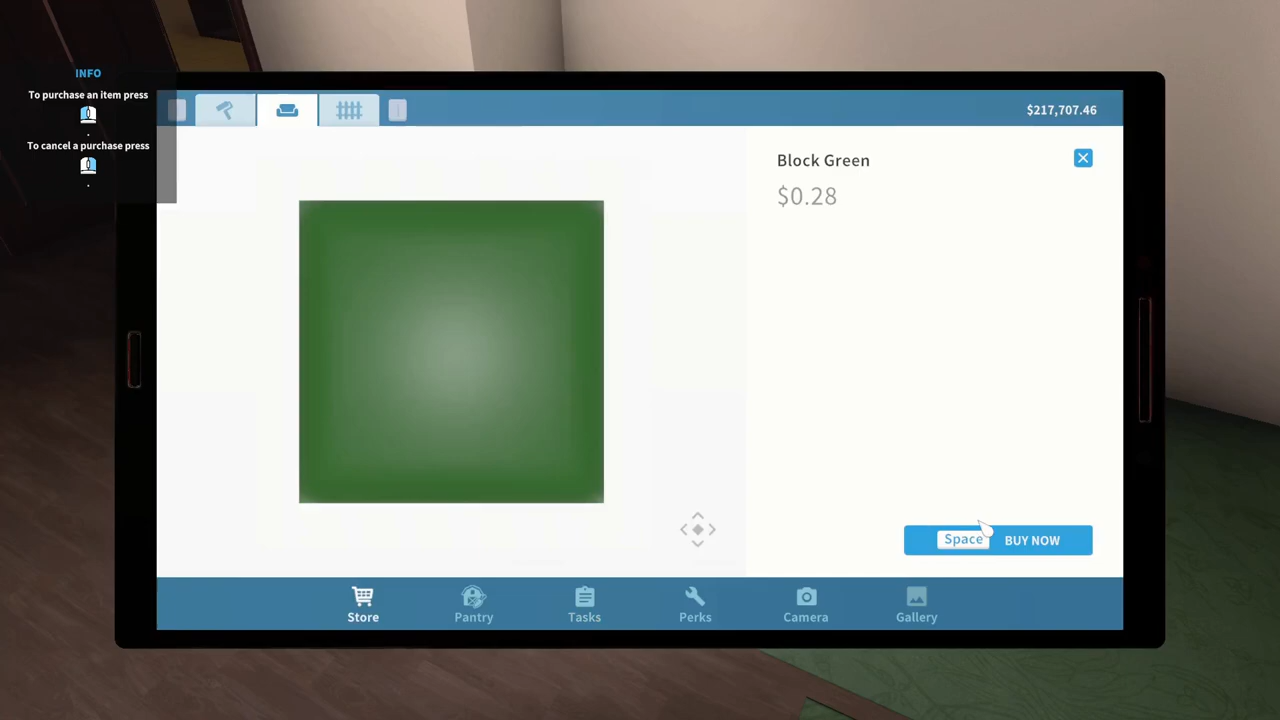 INFO
To purchase an item press
.
To cancel a purchase press
.
$217,707.46
Block Green
$0.28
Space BUY NOW
Store Pantry Tasks Perks Camera Gallery